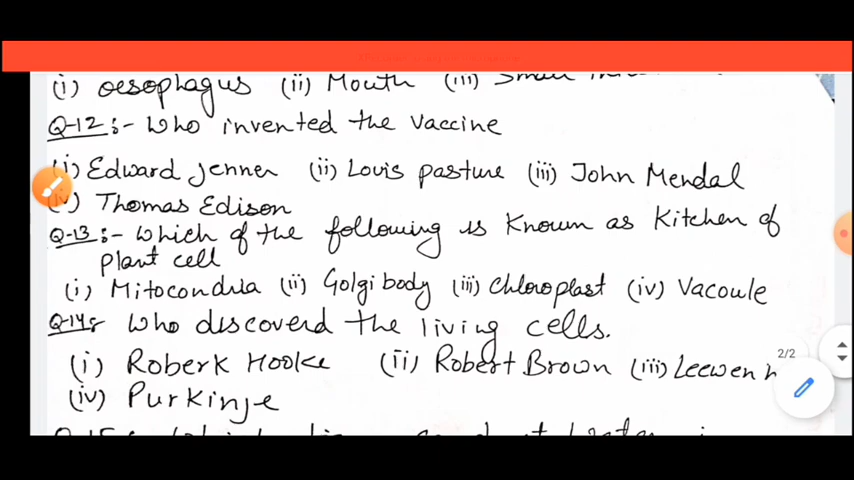 (i) oesophagus (ii) Mouth (iii) Small
Q-12:- Who invented the vaccine
(i) Edward Jenner (ii) Louis pasture (iii) John Mendal
(iv) Thomas Edison
Q-13:- Which of the following is Known as Kitchen of
plant cell
(i) Mitocondria (ii) Golgi body (iii) Chloroplast (iv) Vacoule
Q-14: Who discoverd the living cells.
(i) Roberk Hooke (ii) Robert Brown (iii) Leewen
2/2
(iv) Purkinje